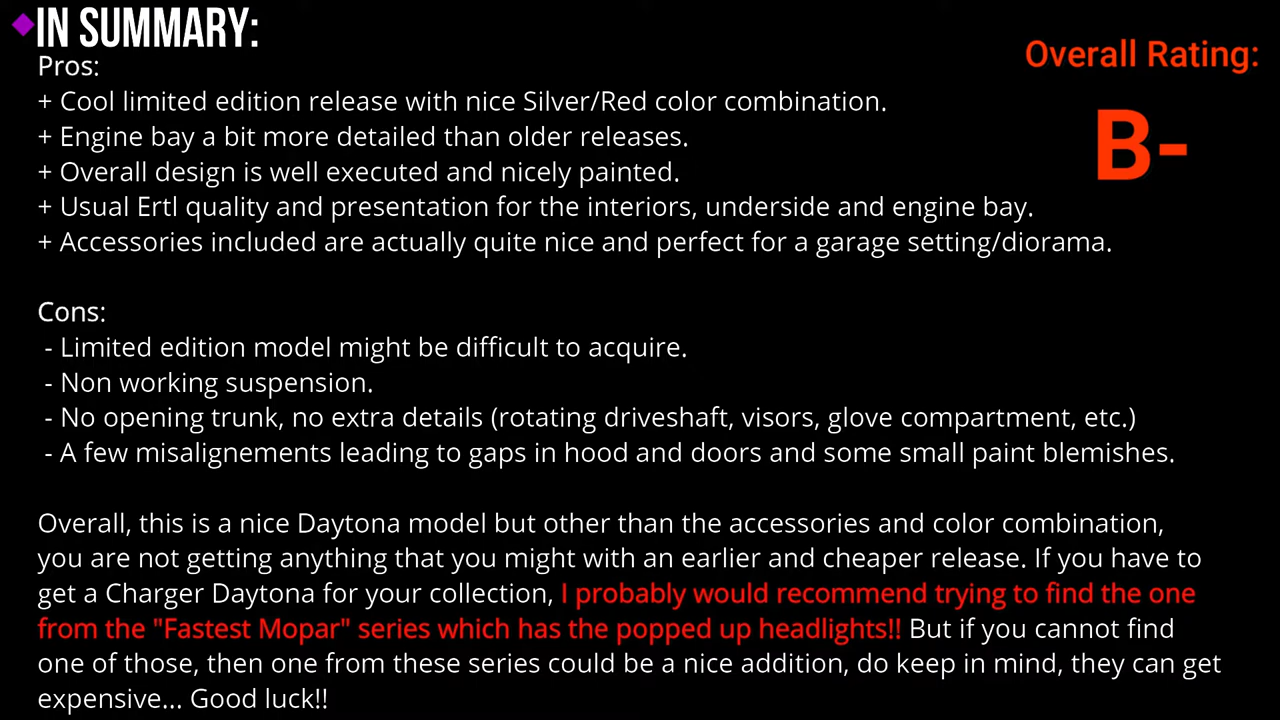 IN SUMMARY:
Overall Rating:
B-
Pros:
+ Cool limited edition release with nice Silver/Red color combination.
+ Engine bay a bit more detailed than older releases.
+ Overall design is well executed and nicely painted.
+ Usual Ertl quality and presentation for the interiors, underside and engine bay.
+ Accessories included are actually quite nice and perfect for a garage setting/diorama.
Cons:
- Limited edition model might be difficult to acquire.
- Non working suspension.
- No opening trunk, no extra details (rotating driveshaft, visors, glove compartment, etc.)
- A few misalignements leading to gaps in hood and doors and some small paint blemishes.
Overall, this is a nice Daytona model but other than the accessories and color combination,
you are not getting anything that you might with an earlier and cheaper release. If you have to
get a Charger Daytona for your collection, I probably would recommend trying to find the one
from the "Fastest Mopar" series which has the popped up headlights!! But if you cannot find
one of those, then one from these series could be a nice addition, do keep in mind, they can get
expensive... Good luck!!